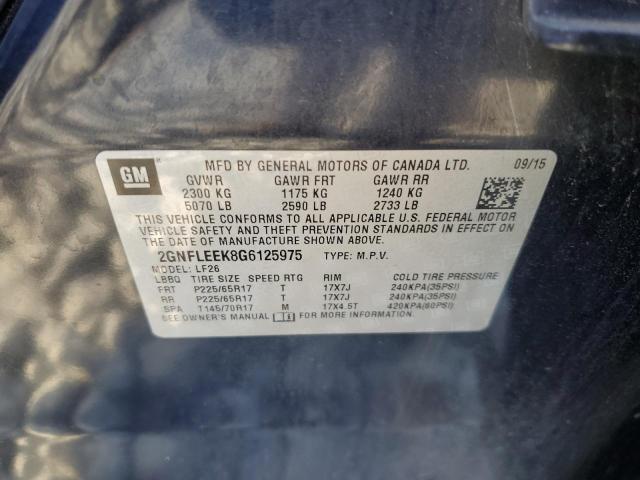 GM
MFD BY GENERAL MOTORS OF CANADA LTD. 09/15
GVWR GAWR FRT GAWR RR
2300 KG 1175 KG 1240 KG
5070 LB 2590 LB 2733 LB
THIS VEHICLE CONFORMS TO ALL APPLICABLE U.S. FEDERAL MOTOR
VEHICLE SAFETY AND THEFT PREVENTION STANDARDS IN EFFECT ON
THE DATE OF MANUFACTURE SHOWN ABOVE.
2GNFLEEK8G6125975 TYPE: M.P.V.
MODEL: LF26
LBBQ TIRE SIZE SPEED RTG RIM COLD TIRE PRESSURE
FRT P225/65R17 T 17X7J 240KPA(35PSI)
RR P225/65R17 T 17X7J 240KPA(35PSI)
SPA T145/70R17 M 17X4.5T 420KPA(60PSI)
SEE OWNER'S MANUAL FOR MORE INFORMATION.